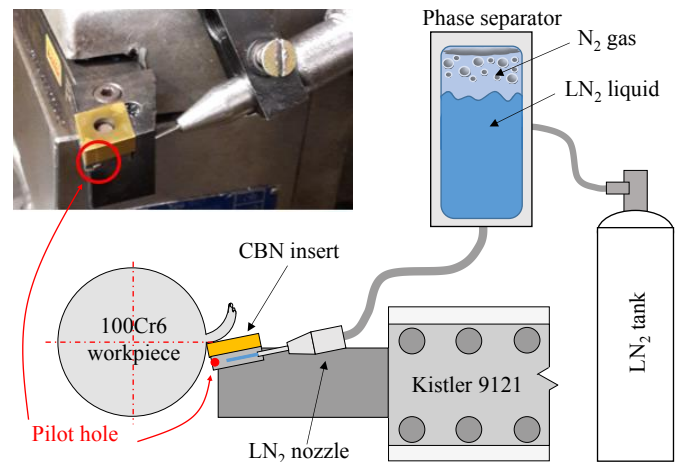 Phase separator
N₂ gas
LN₂ liquid
CBN insert
100Cr6
workpiece
Kistler 9121
LN₂ tank
Pilot hole
LN₂ nozzle